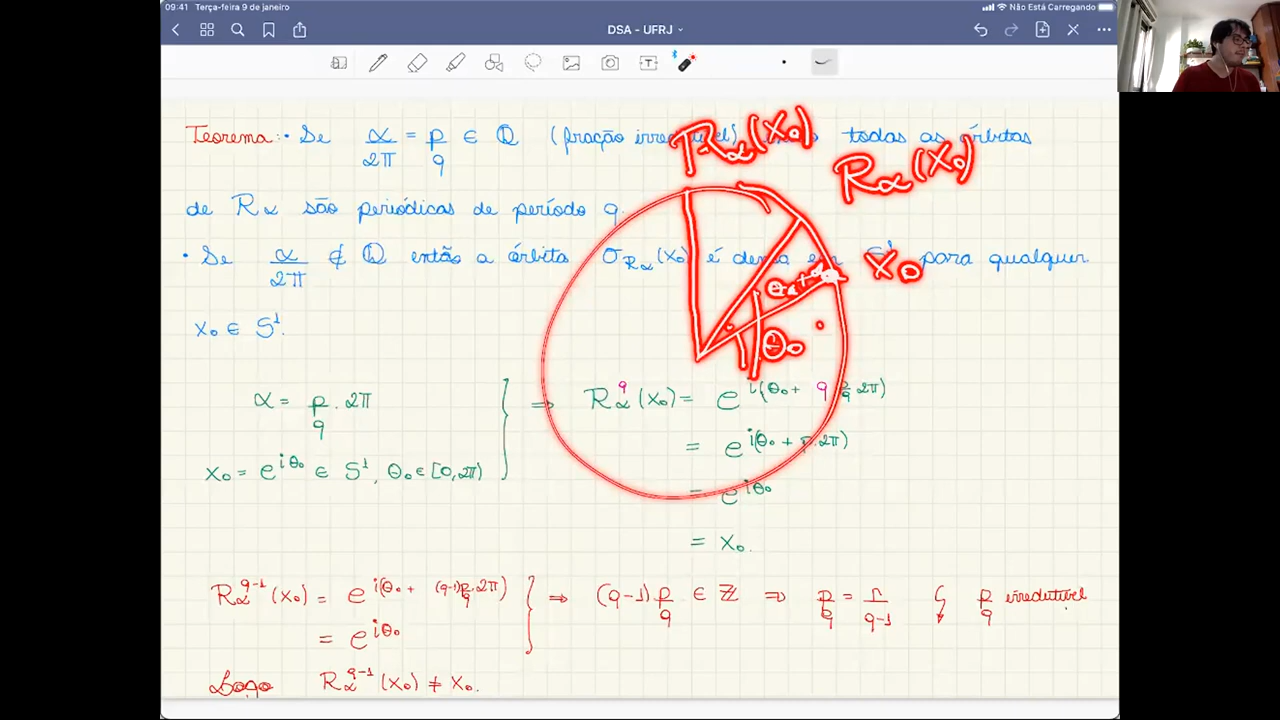 09:41 Terça-feira 9 de janeiro
Não Está Carregando
DSA - UFRJ
Teorema: • Se α/2π = p/q ∈ ℚ (fração todas as órbitas
de Rα são periódicas de período q.
• Se α/2π ∉ ℚ então a órbita σRα(x₀) é densa em S¹ para qualquer
x₀ ∈ S¹.
Rα(x₀)
Rα(x₀)
x₀
θ₀
α = p/q . 2π
x₀ = e^{iθ₀} ∈ S¹, θ₀ ∈ [0, 2π)
⇒ Rα^q(x₀) = e^{i(θ₀ + q p/q 2π)}
= e^{i(θ₀ + p.2π)}
= e^{iθ₀}
= x₀.
Rα^{q-1}(x₀) = e^{i(θ₀ + (q-1)p/q.2π)}
= e^{iθ₀}
⇒ (q-1) p/q ∈ ℤ ⇒ p/q = r/(q-1) ↯ p/q irredutível
Logo Rα^{q-1}(x₀) ≠ x₀.